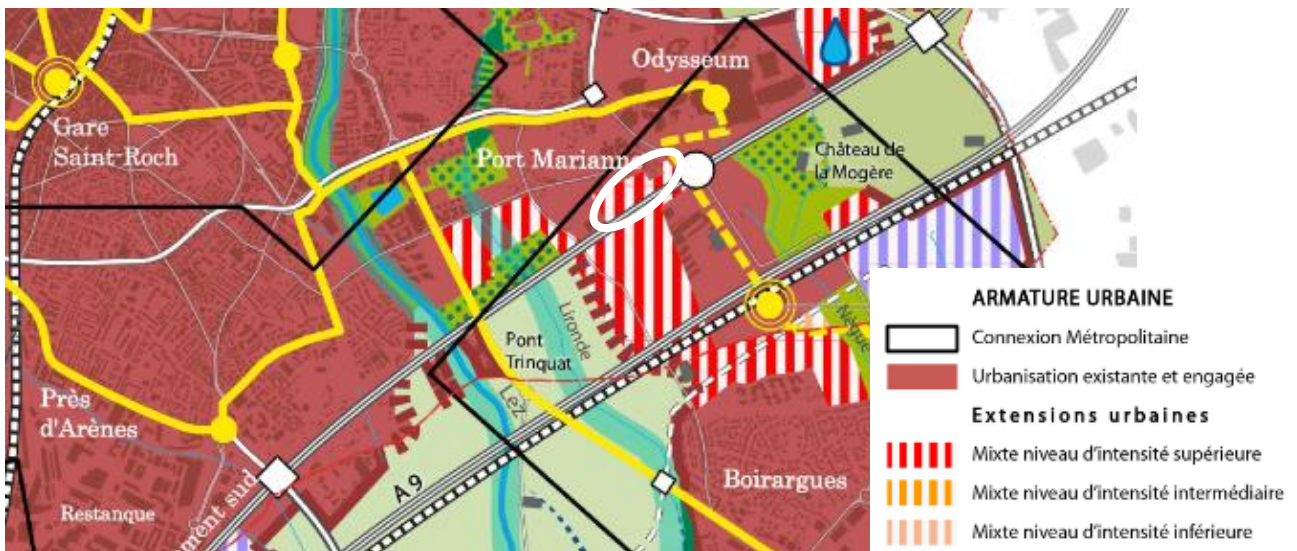 Odysseum
Gare
Saint-Roch
Port Marianne
Château de
la Mogère
Lironde
Pont
Trinquat
Lez
Nègue
Près
d'Arènes
A 9
Boirargues
Restanque
ment sud
ARMATURE URBAINE
Connexion Métropolitaine
Urbanisation existante et engagée
Extensions urbaines
Mixte niveau d'intensité supérieure
Mixte niveau d'intensité intermédiaire
Mixte niveau d'intensité inférieure